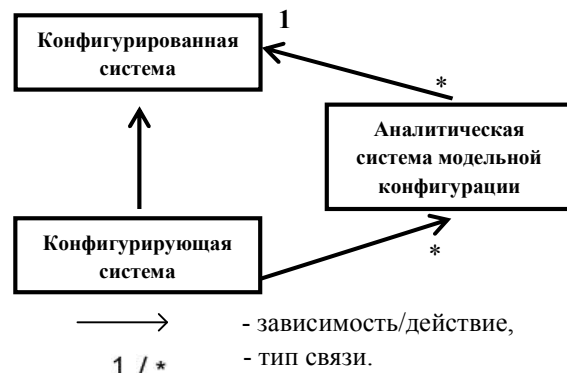 1
Конфигурированная
система
*
Аналитическая
система модельной
конфигурации
Конфигурирующая
система
*
- зависимость/действие,
1 / *
- тип связи.